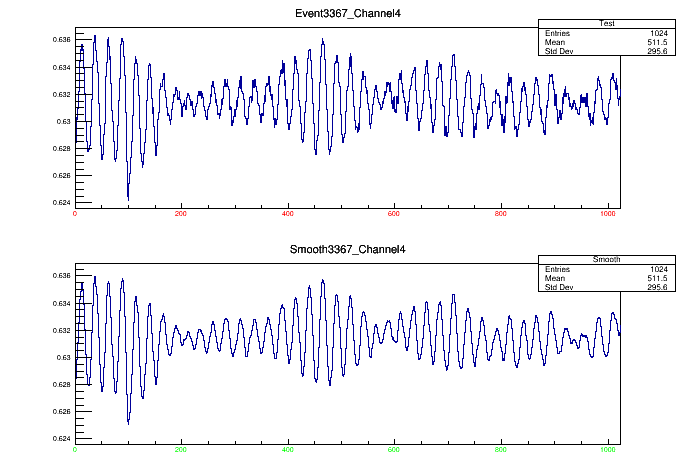 Event3367_Channel4
Test
Entries 1024
Mean 511.5
Std Dev 295.6
0.636
0.634
0.632
0.63
0.628
0.626
0.624
0 200 400 600 800 1000
Smooth3367_Channel4
Smooth
Entries 1024
Mean 511.5
Std Dev 295.6
0.636
0.634
0.632
0.63
0.628
0.626
0.624
0 200 400 600 800 1000